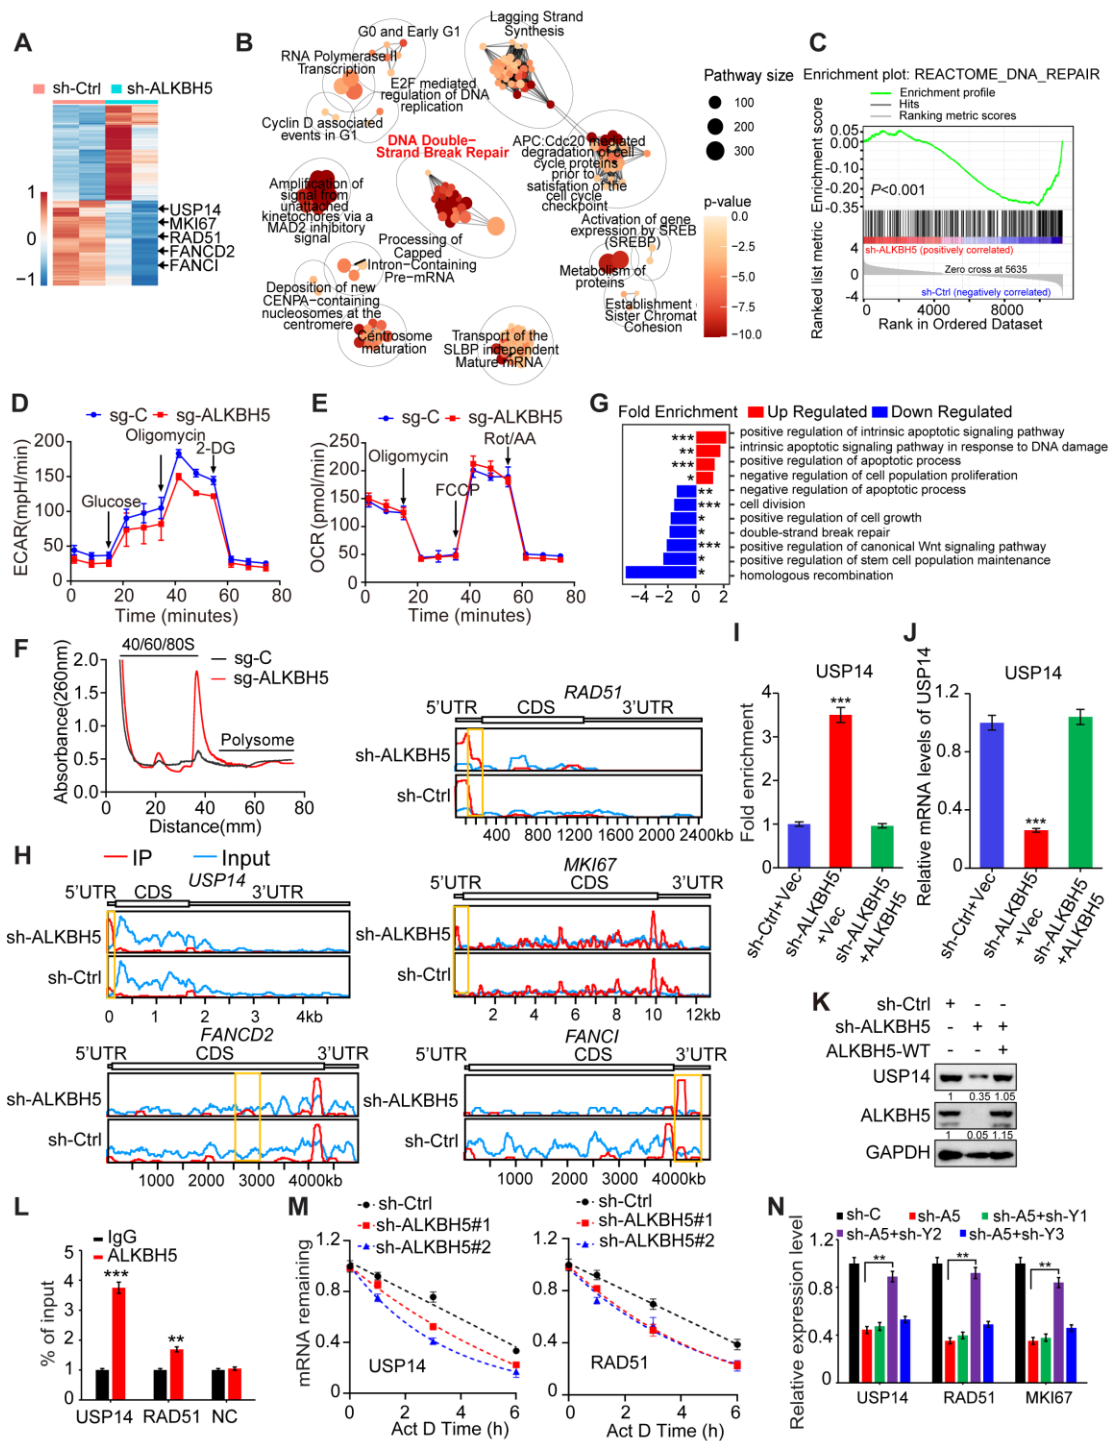 A
sh-Ctrl sh-ALKBH5
1
0
−1
USP14
MKI67
RAD51
FANCD2
FANCI
B
G0 and Early G1
Lagging Strand
Synthesis
RNA Polymerase II
Transcription
E2F mediated
regulation of DNA
replication
Cyclin D associated
events in G1
DNA Double−
Strand Break Repair
APC:Cdc20 mediated
degradation of cell
cycle proteins
prior to
satisfation of the
cell cycle
checkpoint
Amplification of
signal from
unattached
kinetochores via a
MAD2 inhibitory
signal
Activation of gene
expression by SREB
(SREBP)
Processing of
Capped
Intron−Containing
Pre−mRNA
Metabolism of
proteins
Deposition of new
CENPA−containing
nucleosomes at the
centromere
Establishment
Sister Chromat
Cohesion
Centrosome
maturation
Transport of the
SLBP independent
Mature mRNA
Pathway size
100
200
300
p-value
0.0
−2.5
−5.0
−7.5
−10.0
C
Enrichment plot: REACTOME_DNA_REPAIR
Enrichment profile
Hits
Ranking metric scores
Enrichment score
0.05
0.00
-0.10
-0.20
-0.35
P<0.001
Ranked list metric
4
0
-4
sh-ALKBH5 (positively correlated)
Zero cross at 5635
sh-Ctrl (negatively correlated)
0 4000 8000 12000
Rank in Ordered Dataset
D
sg-C sg-ALKBH5
Oligomycin
2-DG
Glucose
ECAR(mpH/min)
200
150
100
50
0
0 20 40 60 80
Time (minutes)
E
sg-C sg-ALKBH5
Rot/AA
Oligomycin
FCCP
OCR(pmol/min)
250
200
150
100
50
0
0 20 40 60 80
Time (minutes)
G
Fold Enrichment Up Regulated Down Regulated
*** positive regulation of intrinsic apoptotic signaling pathway
** intrinsic apoptotic signaling pathway in response to DNA damage
*** positive regulation of apoptotic process
* negative regulation of cell population proliferation
** negative regulation of apoptotic process
*** cell division
* positive regulation of cell growth
* double-strand break repair
*** positive regulation of canonical Wnt signaling pathway
* positive regulation of stem cell population maintenance
* homologous recombination
−4 −2 0 2
F
40/60/80S
sg-C
sg-ALKBH5
Polysome
Absorbance(260nm)
2.0
1.5
1.0
0.5
0.0
0 20 40 60 80
Distance(mm)
RAD51
5'UTR CDS 3'UTR
sh-ALKBH5
sh-Ctrl
400 800 1200 1600 2000 2400kb
H
IP Input
USP14
5'UTR CDS 3'UTR
sh-ALKBH5
sh-Ctrl
0 1 2 3 4kb
MKI67
5'UTR CDS 3'UTR
sh-ALKBH5
sh-Ctrl
0 2 4 6 8 10 12kb
FANCD2
5'UTR CDS 3'UTR
sh-ALKBH5
sh-Ctrl
1000 2000 3000 4000kb
FANCI
5'UTR CDS 3'UTR
sh-ALKBH5
sh-Ctrl
0 1000 2000 3000 4000kb
I
USP14
Fold enrichment
4
3
2
1
0
***
sh-Ctrl+Vec
sh-ALKBH5
+Vec
sh-ALKBH5
+ALKBH5
J
USP14
Relative mRNA levels of USP14
1.2
0.8
0.4
0
***
sh-Ctrl+Vec
sh-ALKBH5
+Vec
sh-ALKBH5
+ALKBH5
K
sh-Ctrl + - -
sh-ALKBH5 - + +
ALKBH5-WT - - +
USP14
1 0.35 1.05
ALKBH5
1 0.05 1.15
GAPDH
L
IgG
ALKBH5
% of input
5
4
3
2
1
0
***
**
USP14 RAD51 NC
M
sh-Ctrl
sh-ALKBH5#1
sh-ALKBH5#2
mRNA remaining
1.2
0.8
0.4
0
USP14
0 2 4 6
Act D Time (h)
sh-Ctrl
sh-ALKBH5#1
sh-ALKBH5#2
1.2
0.8
0.4
0
RAD51
0 2 4 6
Act D Time (h)
N
sh-C sh-A5 sh-A5+sh-Y1
sh-A5+sh-Y2 sh-A5+sh-Y3
Relative expression level
1.2
0.8
0.4
0
** ** **
USP14 RAD51 MKI67